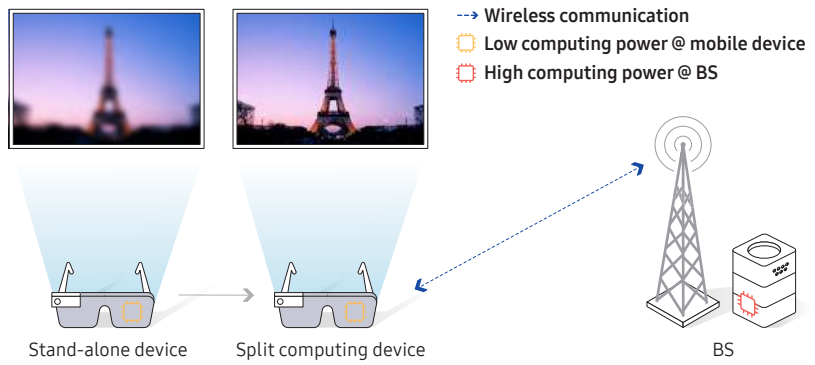 Wireless communication
Low computing power @ mobile device
High computing power @ BS
Stand-alone device
Split computing device
BS